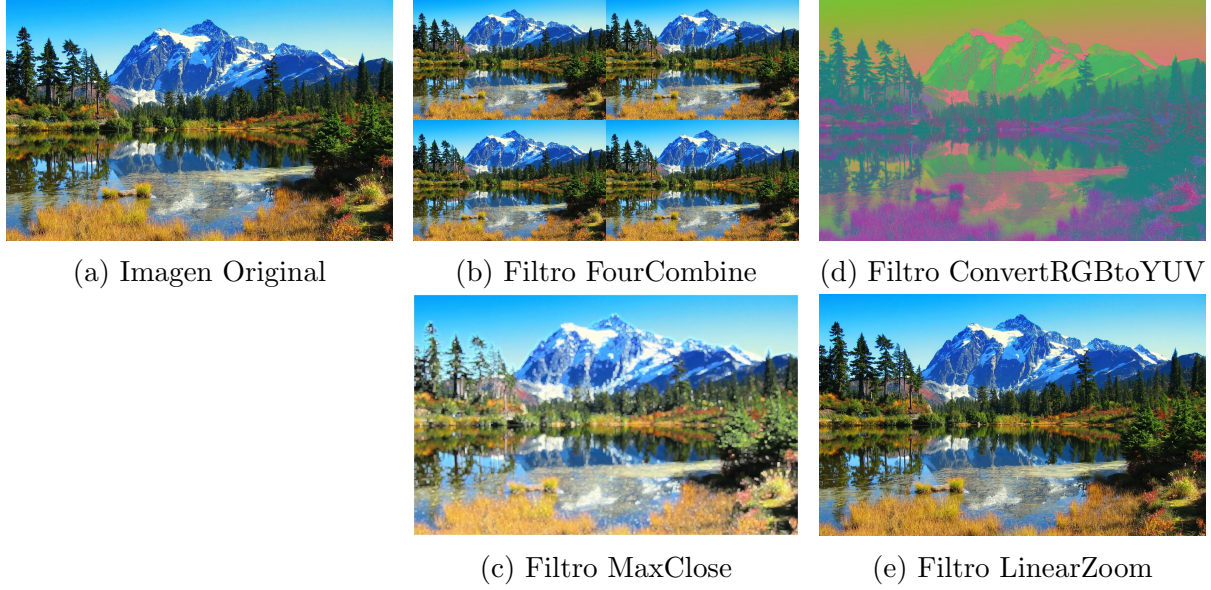 (a) Imagen Original
(b) Filtro FourCombine
(d) Filtro ConvertRGBtoYUV
(c) Filtro MaxClose
(e) Filtro LinearZoom